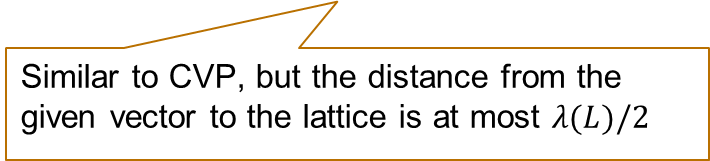 Similar to CVP, but the distance from the
given vector to the lattice is at most 𝜆(𝐿)/2